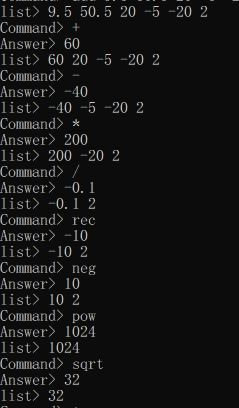 list> 9.5 50.5 20 -5 -20 2
Command> +
Answer> 60
list> 60 20 -5 -20 2
Command> -
Answer> -40
list> -40 -5 -20 2
Command> *
Answer> 200
list> 200 -20 2
Command> /
Answer> -0.1
list> -0.1 2
Command> rec
Answer> -10
list> -10 2
Command> neg
Answer> 10
list> 10 2
Command> pow
Answer> 1024
list> 1024
Command> sqrt
Answer> 32
list> 32